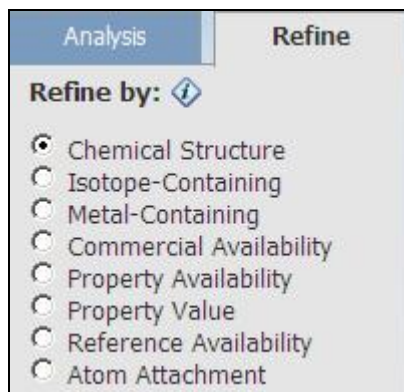 Analysis Refine
Refine by:
Chemical Structure
Isotope-Containing
Metal-Containing
Commercial Availability
Property Availability
Property Value
Reference Availability
Atom Attachment